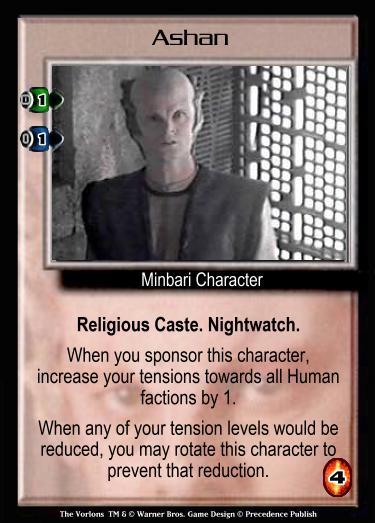 Ashan
0 1
0 1
Minbari Character
Religious Caste. Nightwatch.
When you sponsor this character,
increase your tensions towards all Human
factions by 1.
When any of your tension levels would be
reduced, you may rotate this character to
prevent that reduction.
4
The Vorlons TM & © Warner Bros. Game Design © Precedence Publish